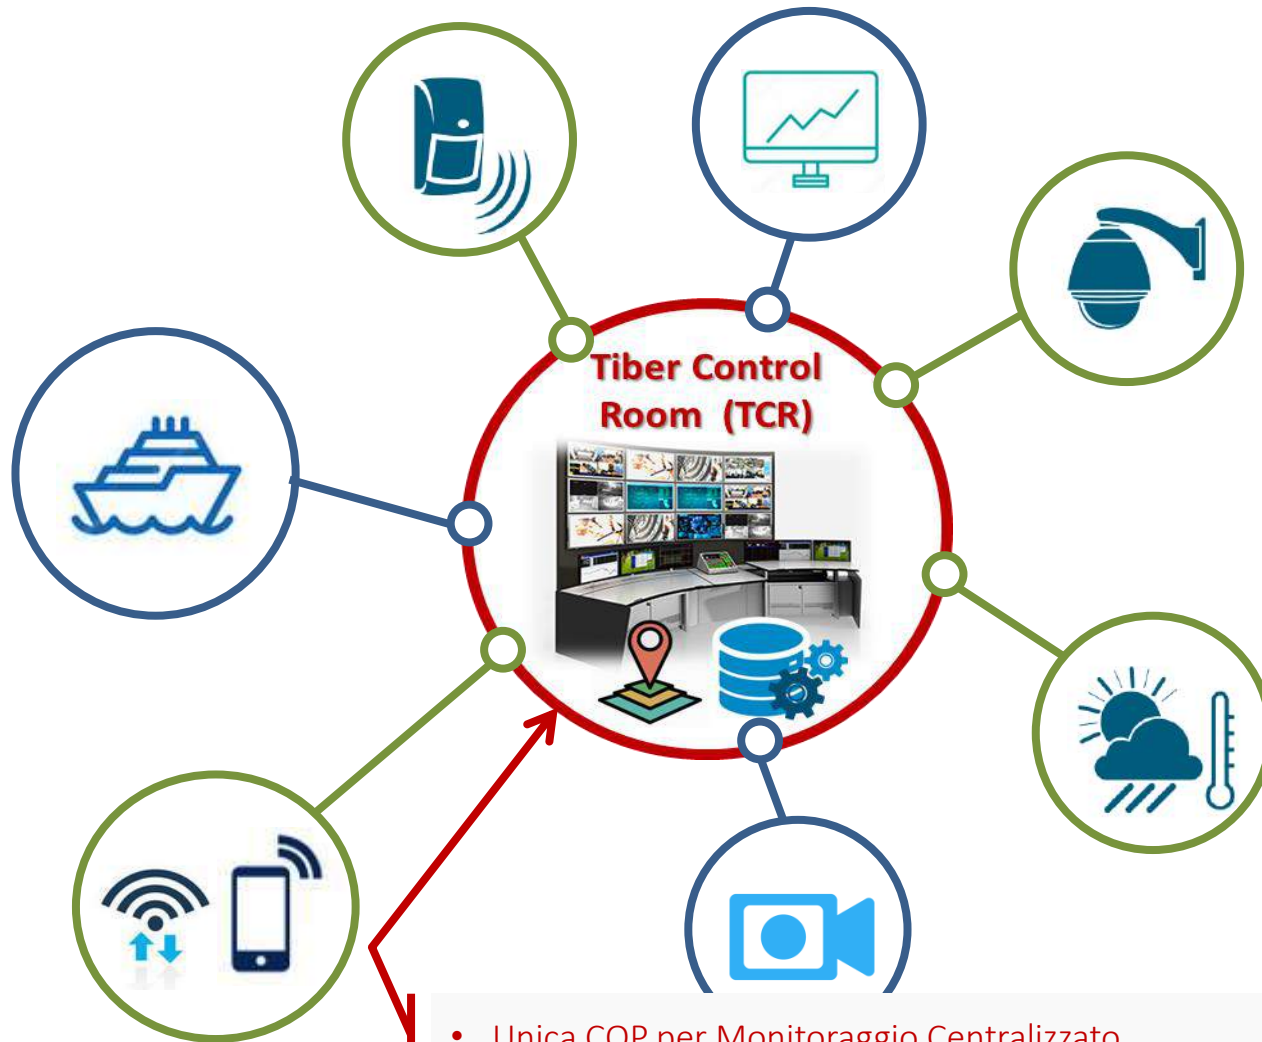 Tiber Control
Room (TCR)
• Unica COP per Monitoraggio Centralizzato